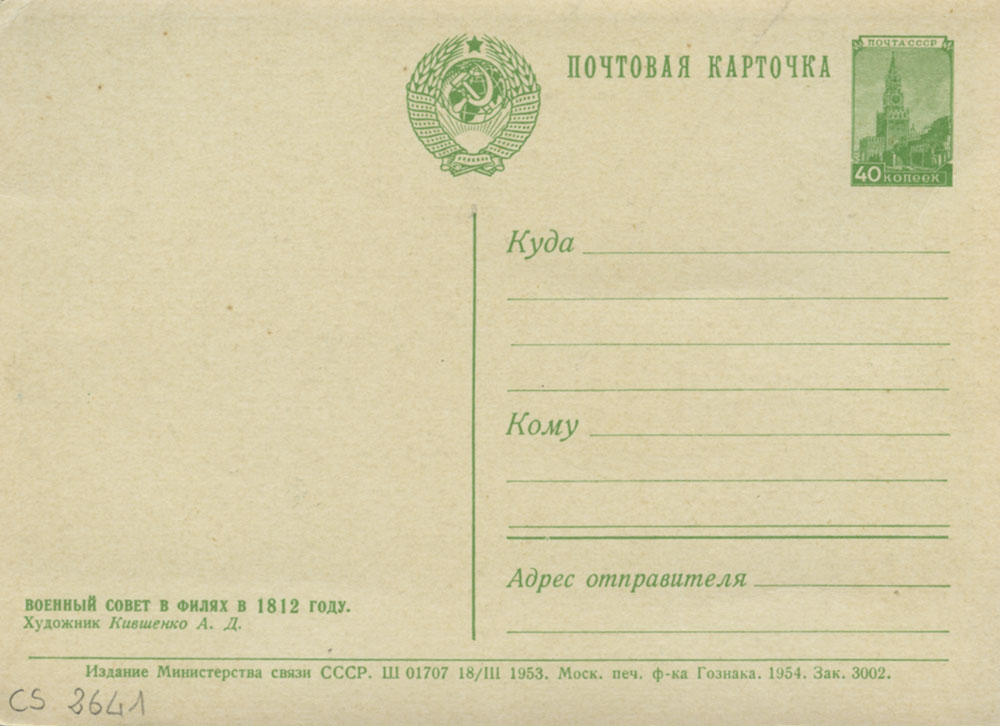 ПОЧТОВАЯ КАРТОЧКА
ПОЧТА СССР
40 КОПЕЕК
Куда
Кому
Адрес отправителя
ВОЕННЫЙ СОВЕТ В ФИЛЯХ В 1812 ГОДУ.
Художник Кившенко А. Д.
Издание Министерства связи СССР. Ш 01707 18/III 1953. Моск. печ. ф-ка Гознака. 1954. Зак. 3002.
CS 2641